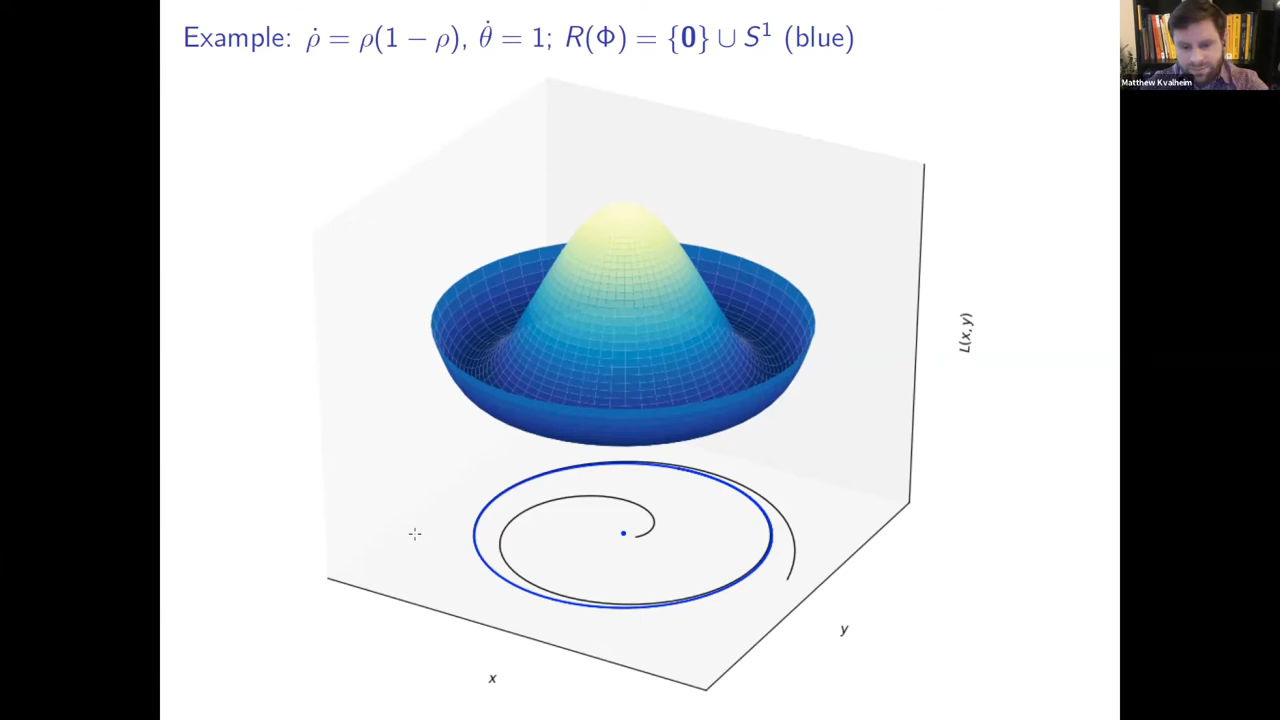 Example: ρ̇ = ρ(1 − ρ), θ̇ = 1; R(Φ) = {0} ∪ S¹ (blue)
Matthew Kvalheim
L(x, y)
y
x